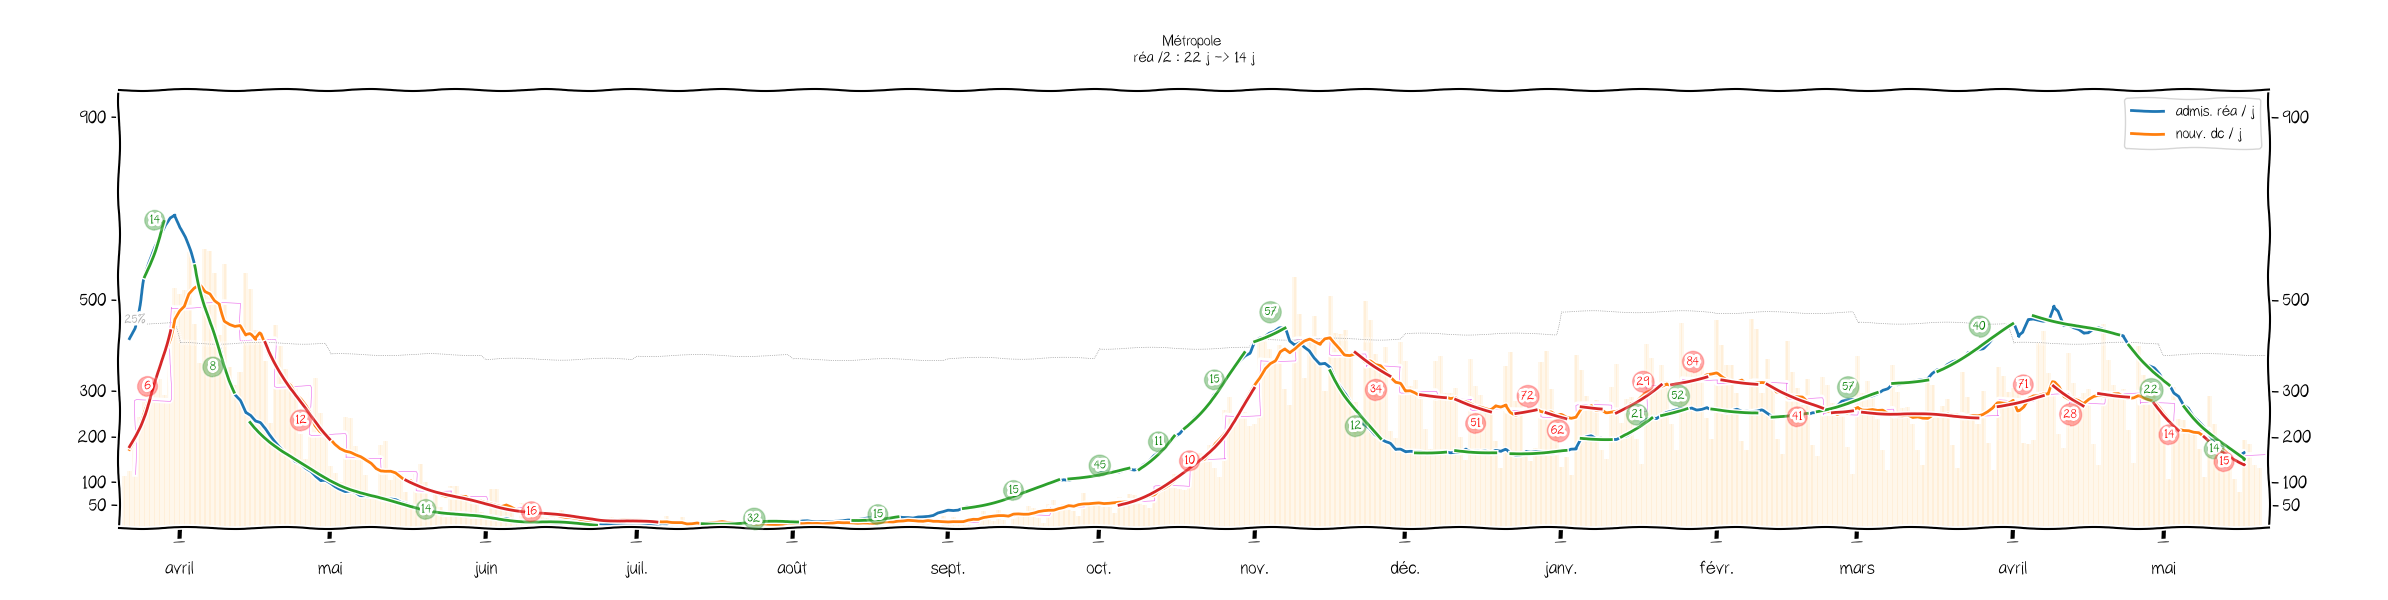 Métropole
réa /2 : 22 j -> 14 j
admis. réa / j
nouv. dc / j
900
500
300
200
100
50
900
500
300
200
100
50
25%
14
6
8
12
14
16
32
15
15
45
11
10
15
57
12
34
51
72
62
21
29
52
84
41
57
40
71
28
22
14
14
15
avril
mai
juin
juil.
août
sept.
oct.
nov.
déc.
janv.
févr.
mars
avril
mai